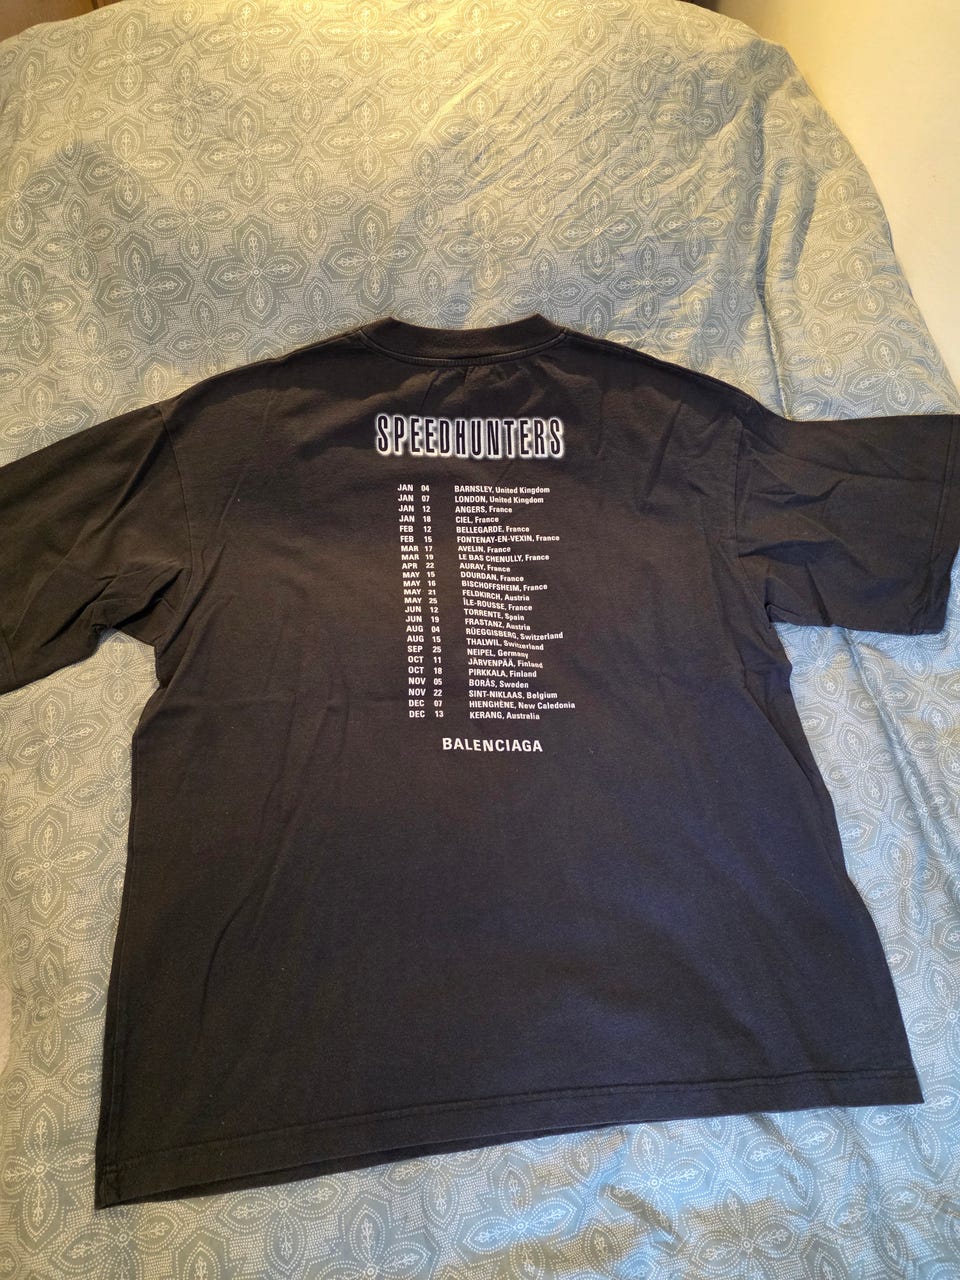 SPEEDHUNTERS
JAN 04 BARNSLEY, United Kingdom
JAN 07 LONDON, United Kingdom
JAN 12 ANGERS, France
JAN 18 CIEL, France
FEB 12 BELLEGARDE, France
FEB 15 FONTENAY-EN-VEXIN, France
MAR 17 AVELIN, France
MAR 19 LE BAS CHENULLY, France
APR 22 AURAY, France
MAY 15 DOURDAN, France
MAY 16 BISCHOFFSHEIM, France
MAY 21 FELDKIRCH, Austria
MAY 25 ÎLE-ROUSSE, France
JUN 12 TORRENTE, Spain
JUN 19 FRASTANZ, Austria
AUG 04 RÜEGGISBERG, Switzerland
AUG 15 THALWIL, Switzerland
SEP 25 NEIPEL, Germany
OCT 11 JÄRVENPÄÄ, Finland
OCT 18 PIRKKALA, Finland
NOV 05 BORÅS, Sweden
NOV 22 SINT-NIKLAAS, Belgium
DEC 07 HIENGHÈNE, New Caledonia
DEC 13 KERANG, Australia
BALENCIAGA